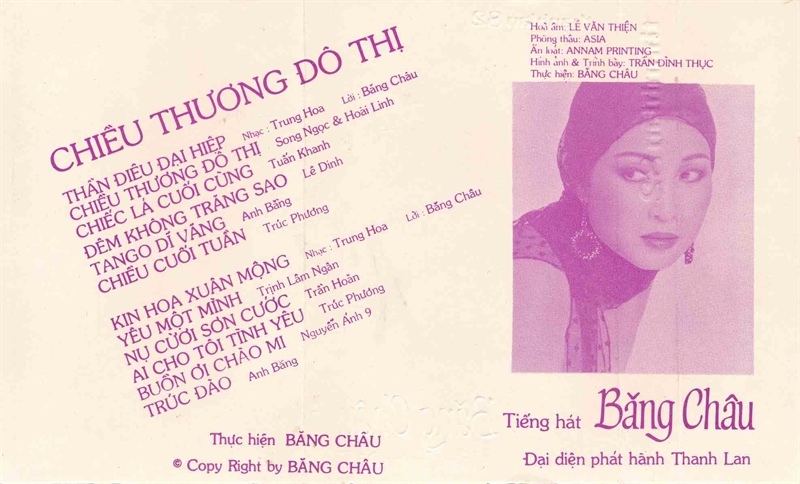 CHIỀU THƯƠNG ĐÔ THỊ
THẦN ĐIÊU ĐẠI HIỆP Nhạc : Trung Hoa Lời : Băng Châu
CHIỀU THƯƠNG ĐÔ THỊ Song Ngọc & Hoài Linh
CHIẾC LÁ CUỐI CÙNG Tuấn Khanh
ĐÊM KHÔNG TRĂNG SAO Lê Dinh
TANGO DĨ VÃNG Anh Bằng
CHIỀU CUỐI TUẦN Trúc Phương
KIN HOA XUÂN MỘNG Nhạc : Trung Hoa Lời : Băng Châu
YÊU MỘT MÌNH Trịnh Lâm Ngân
NỤ CƯỜI SƠN CƯỚC Trần Hoãn
AI CHO TÔI TÌNH YÊU Trúc Phương
BUỒN ƠI CHÀO MI Nguyễn Ánh 9
TRÚC ĐÀO Anh Bằng
Thực hiện BĂNG CHÂU
© Copy Right by BĂNG CHÂU
Hoà âm: LÊ VĂN THIỆN
Phòng thâu: ASIA
Ấn loát: ANNAM PRINTING
Hình ảnh & Trình bầy: TRẦN ĐÌNH THỤC
Thực hiện: BĂNG CHÂU
Tiếng hát Băng Châu
Đại diện phát hành Thanh Lan